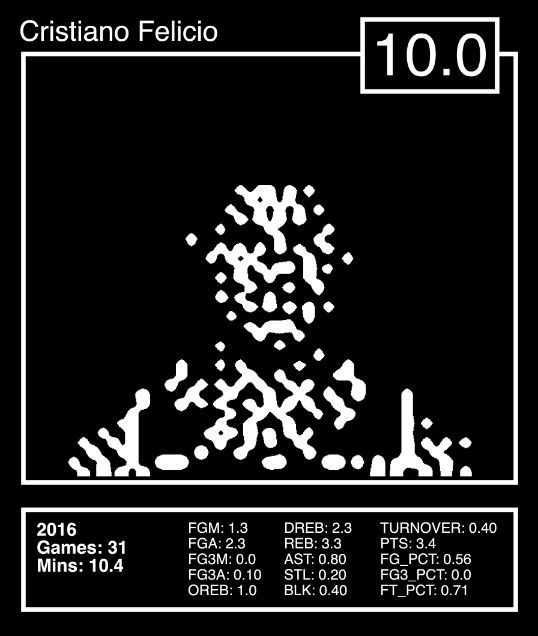 Cristiano Felicio
10.0
2016
Games: 31
Mins: 10.4
FGM: 1.3
FGA: 2.3
FG3M: 0.0
FG3A: 0.10
OREB: 1.0
DREB: 2.3
REB: 3.3
AST: 0.80
STL: 0.20
BLK: 0.40
TURNOVER: 0.40
PTS: 3.4
FG_PCT: 0.56
FG3_PCT: 0.0
FT_PCT: 0.71